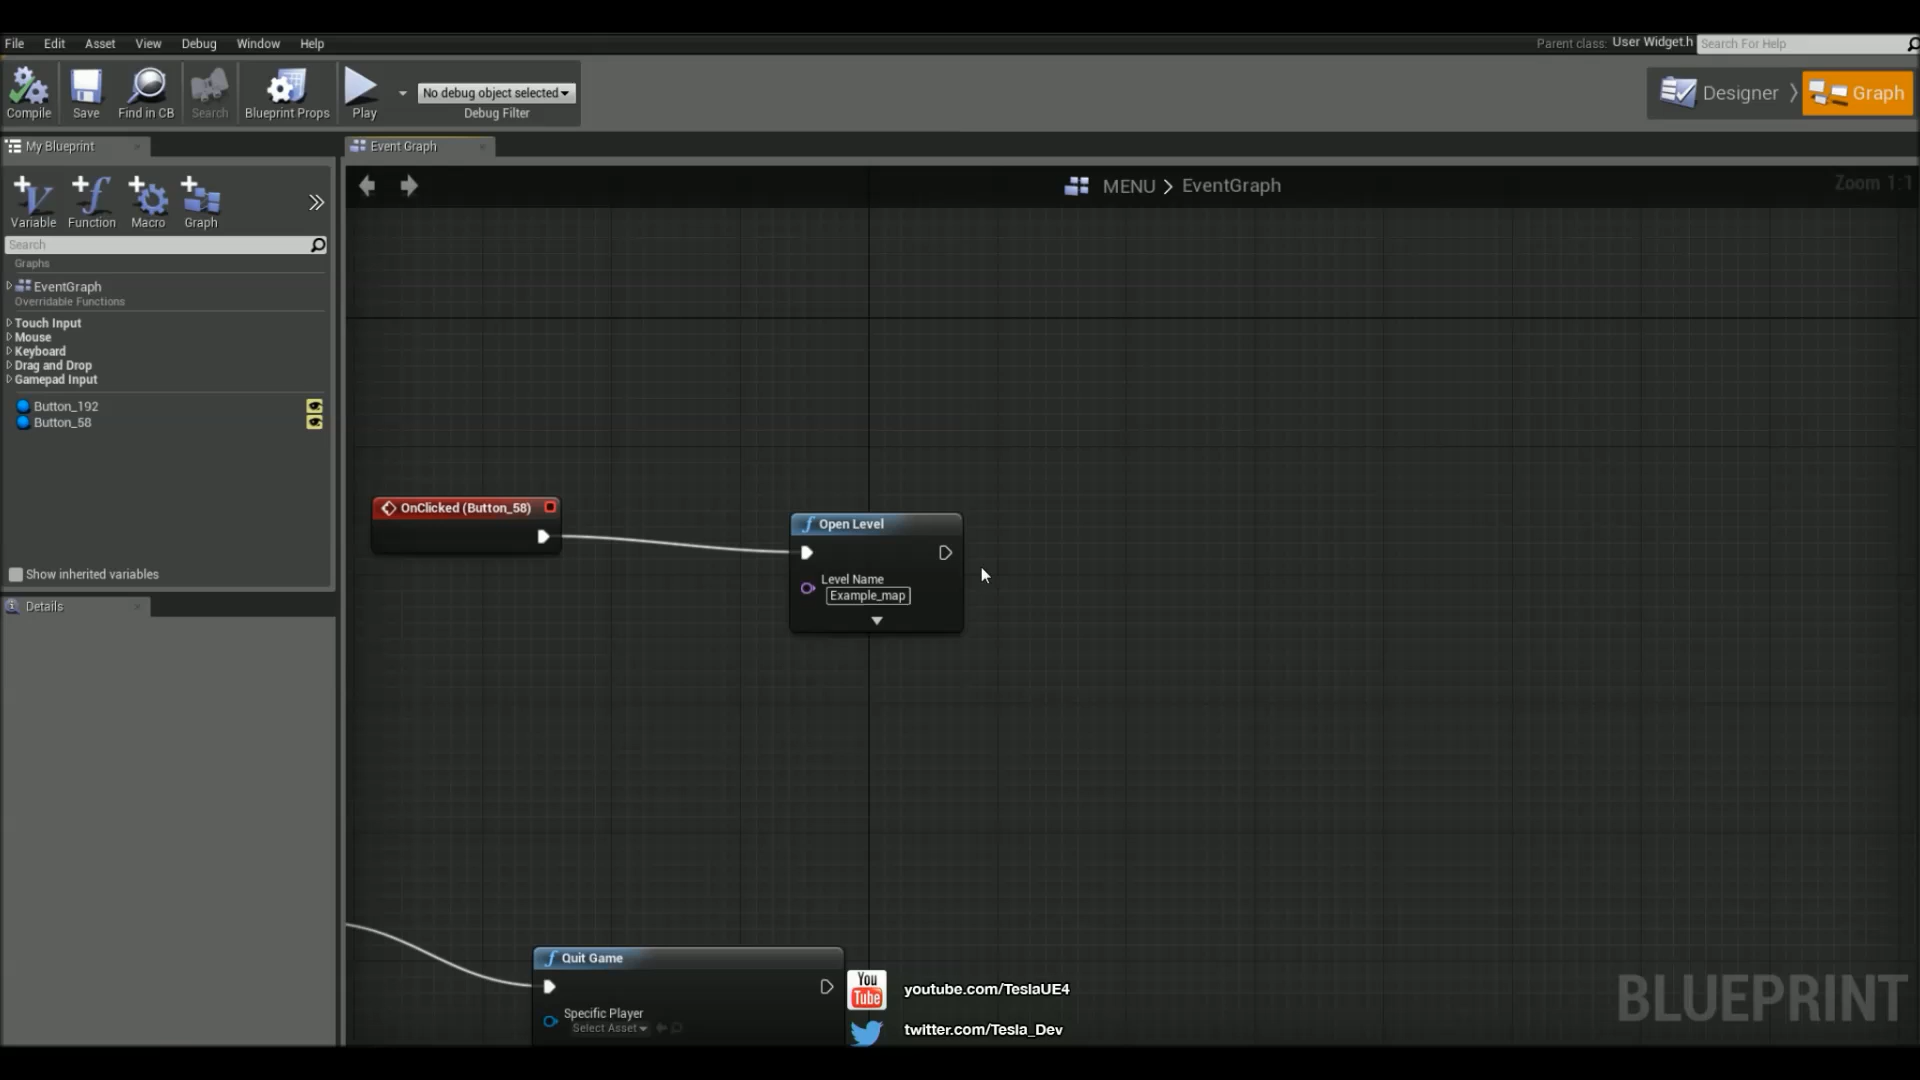 File Edit Asset View Debug Window Help
Parent class: User Widget.h Search For Help
Compile Save Find in CB Search Blueprint Props Play
No debug object selected
Debug Filter
Designer Graph
My Blueprint
Event Graph
Variable Function Macro Graph
MENU > EventGraph
Zoom 1:1
Search
Graphs
EventGraph
Overridable Functions
Touch Input
Mouse
Keyboard
Drag and Drop
Gamepad Input
Button_192
Button_58
Show inherited variables
Details
OnClicked (Button_58)
f Open Level
Level Name
Example_map
f Quit Game
Specific Player
Select Asset
You
Tube
youtube.com/TeslaUE4
twitter.com/Tesla_Dev
BLUEPRINT